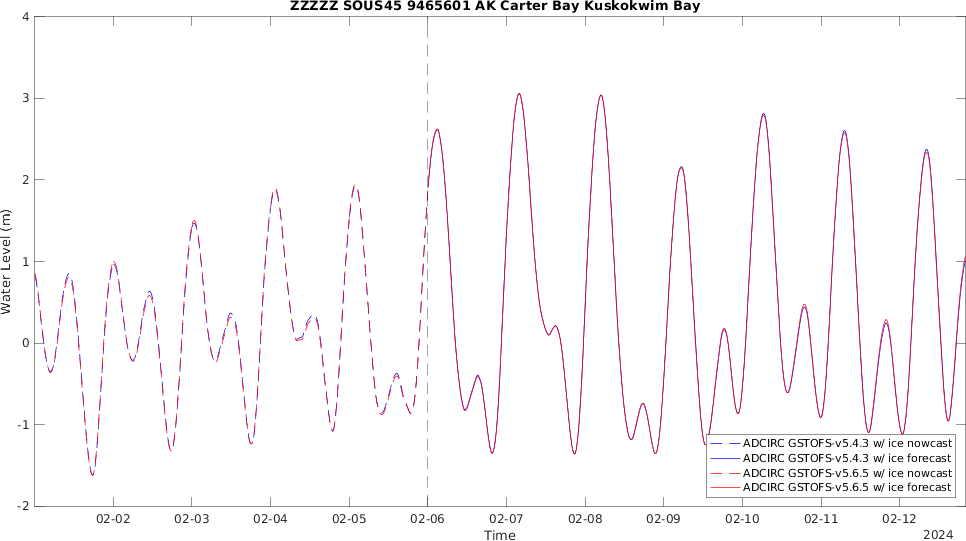 ZZZZZ SOUS45 9465601 AK Carter Bay Kuskokwim Bay
4
3
2
1
0
-1
-2
Water Level (m)
ADCIRC GSTOFS-v5.4.3 w/ ice nowcast
ADCIRC GSTOFS-v5.4.3 w/ ice forecast
ADCIRC GSTOFS-v5.6.5 w/ ice nowcast
ADCIRC GSTOFS-v5.6.5 w/ ice forecast
02-02 02-03 02-04 02-05 02-06 02-07 02-08 02-09 02-10 02-11 02-12
Time
2024